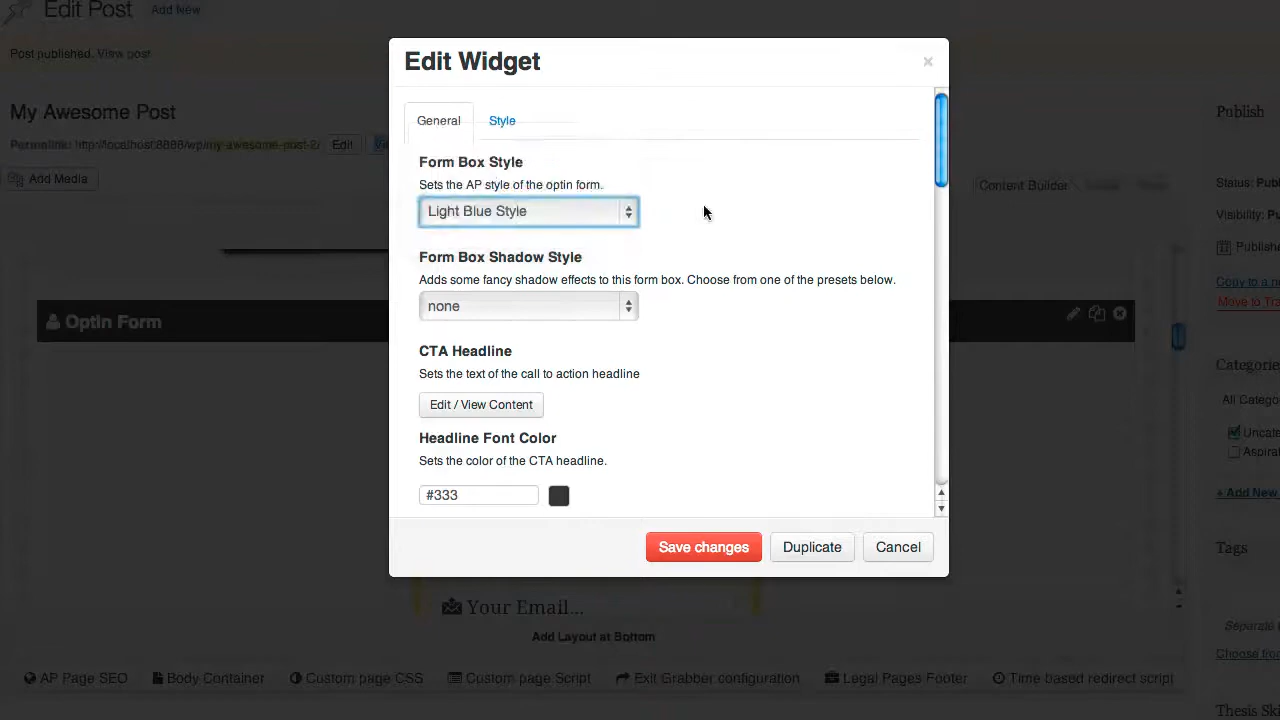 Edit Post Add New
Post published. View post
My Awesome Post
Permalink: http://localhost:8888/wp/my-awesome-post-2/ Edit
Add Media
Content Builder
Optin Form
Edit Widget
×
General Style
Form Box Style
Sets the AP style of the optin form.
Light Blue Style
Form Box Shadow Style
Adds some fancy shadow effects to this form box. Choose from one of the presets below.
none
CTA Headline
Sets the text of the call to action headline
Edit / View Content
Headline Font Color
Sets the color of the CTA headline.
#333
Save changes Duplicate Cancel
Your Email...
Add Layout at Bottom
AP Page SEO Body Container Custom page CSS Custom page Script Exit Grabber configuration Legal Pages Footer Time based redirect script
Publish
Status: Publ
Visibility: Pu
Publishe
Copy to a n
Move to Tra
Categorie
All Catego
Uncate
Aspira
+ Add New
Tags
Separate
Choose fro
Thesis Ski